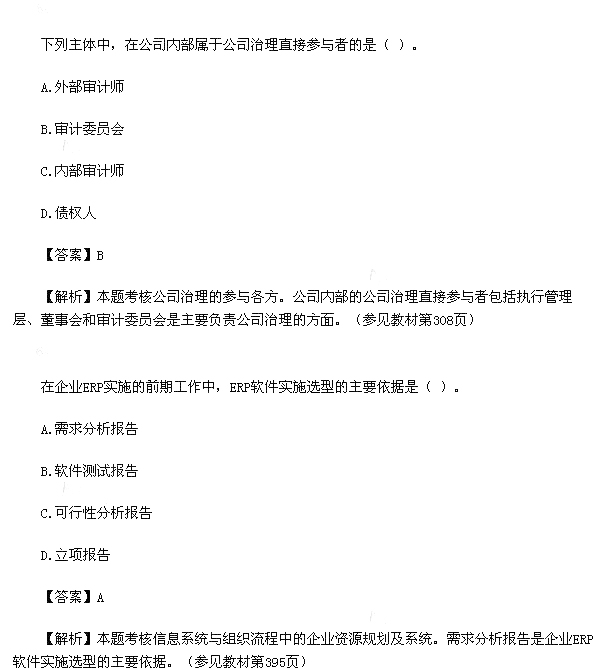 下列主体中，在公司内部属于公司治理直接参与者的是（ ）。
A.外部审计师
B.审计委员会
C.内部审计师
D.债权人
【答案】B
【解析】本题考核公司治理的参与各方。公司内部的公司治理直接参与者包括执行管理
层、董事会和审计委员会是主要负责公司治理的方面。（参见教材第308页）
在企业ERP实施的前期工作中，ERP软件实施选型的主要依据是（ ）。
A.需求分析报告
B.软件测试报告
C.可行性分析报告
D.立项报告
【答案】A
【解析】本题考核信息系统与组织流程中的企业资源规划及系统。需求分析报告是企业ERP
软件实施选型的主要依据。（参见教材第395页）